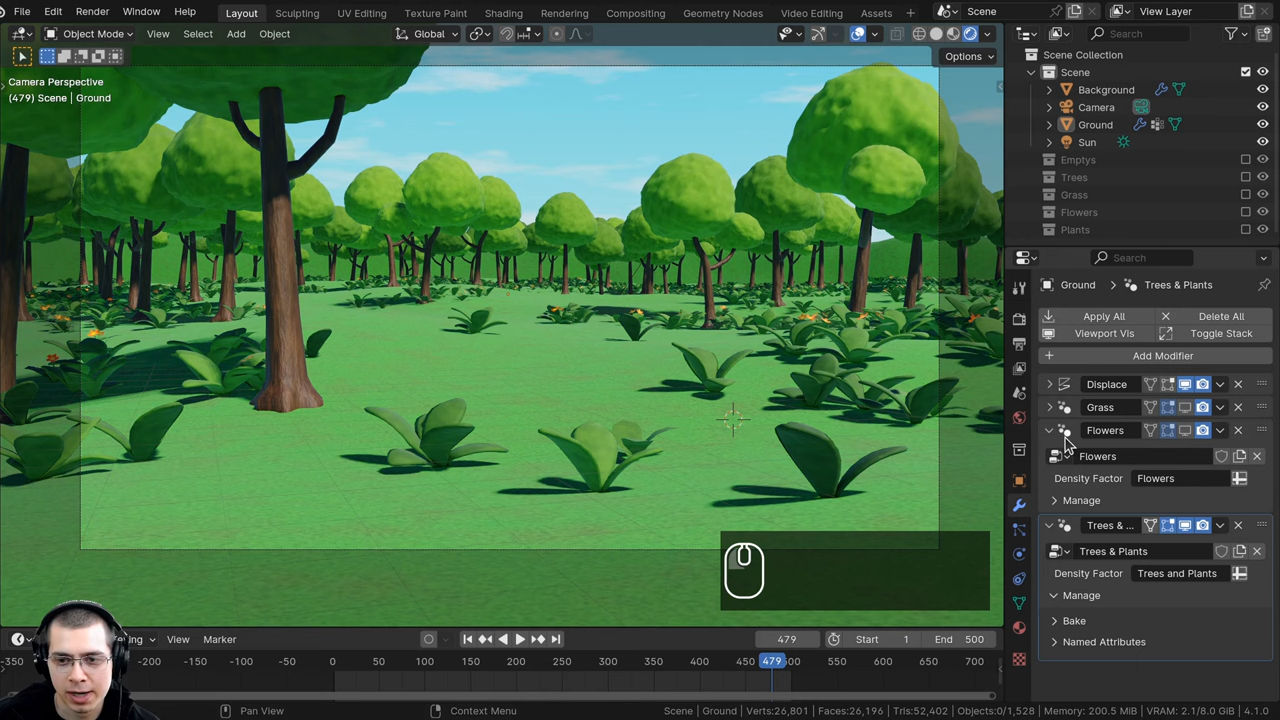 File Edit Render Window Help Layout Sculpting UV Editing Texture Paint Shading Rendering Compositing Geometry Nodes Video Editing Assets Scene View Layer
Object Mode View Select Add Object Global Search
Options
Camera Perspective
(479) Scene | Ground
Scene Collection
Scene
Background
Camera
Ground
Sun
Emptys
Trees
Grass
Flowers
Plants
Search
Ground > Trees & Plants
Apply All Delete All
Viewport Vis Toggle Stack
Add Modifier
Displace
Grass
Flowers
Flowers
Density Factor Flowers
Manage
Trees & ...
Trees & Plants
Density Factor Trees and Plants
Manage
Bake
Named Attributes
View Marker 479 Start 1 End 500
-350 -200 -150 -100 -50 0 50 100 150 200 250 300 350 400 450 479 550 600 650 700
Pan View Context Menu Scene | Ground | Verts:26,801 | Faces:26,196 | Tris:52,402 | Objects:0/1,528 | Memory: 200.5 MiB | VRAM: 2.1/8.0 GiB | 4.1.0